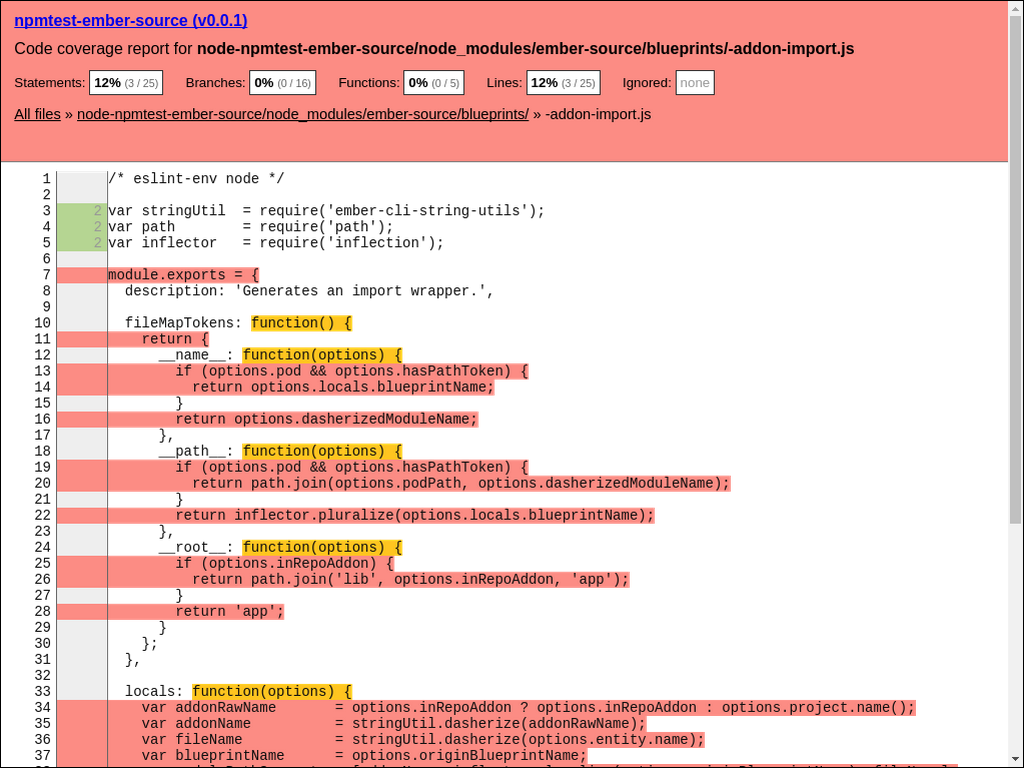 npmtest-ember-source (v0.0.1)
Code coverage report for node-npmtest-ember-source/node_modules/ember-source/blueprints/-addon-import.js
Statements: 12% (3 / 25) Branches: 0% (0 / 16) Functions: 0% (0 / 5) Lines: 12% (3 / 25) Ignored: none
All files » node-npmtest-ember-source/node_modules/ember-source/blueprints/ » -addon-import.js
1 /* eslint-env node */
2
3 2 var stringUtil  = require('ember-cli-string-utils');
4 2 var path        = require('path');
5 2 var inflector   = require('inflection');
6
7 module.exports = {
8   description: 'Generates an import wrapper.',
9
10   fileMapTokens: function() {
11     return {
12       __name__: function(options) {
13         if (options.pod && options.hasPathToken) {
14           return options.locals.blueprintName;
15         }
16         return options.dasherizedModuleName;
17       },
18       __path__: function(options) {
19         if (options.pod && options.hasPathToken) {
20           return path.join(options.podPath, options.dasherizedModuleName);
21         }
22         return inflector.pluralize(options.locals.blueprintName);
23       },
24       __root__: function(options) {
25         if (options.inRepoAddon) {
26           return path.join('lib', options.inRepoAddon, 'app');
27         }
28         return 'app';
29       }
30     };
31   },
32
33   locals: function(options) {
34     var addonRawName       = options.inRepoAddon ? options.inRepoAddon : options.project.name();
35     var addonName          = stringUtil.dasherize(addonRawName);
36     var fileName           = stringUtil.dasherize(options.entity.name);
37     var blueprintName      = options.originBlueprintName;